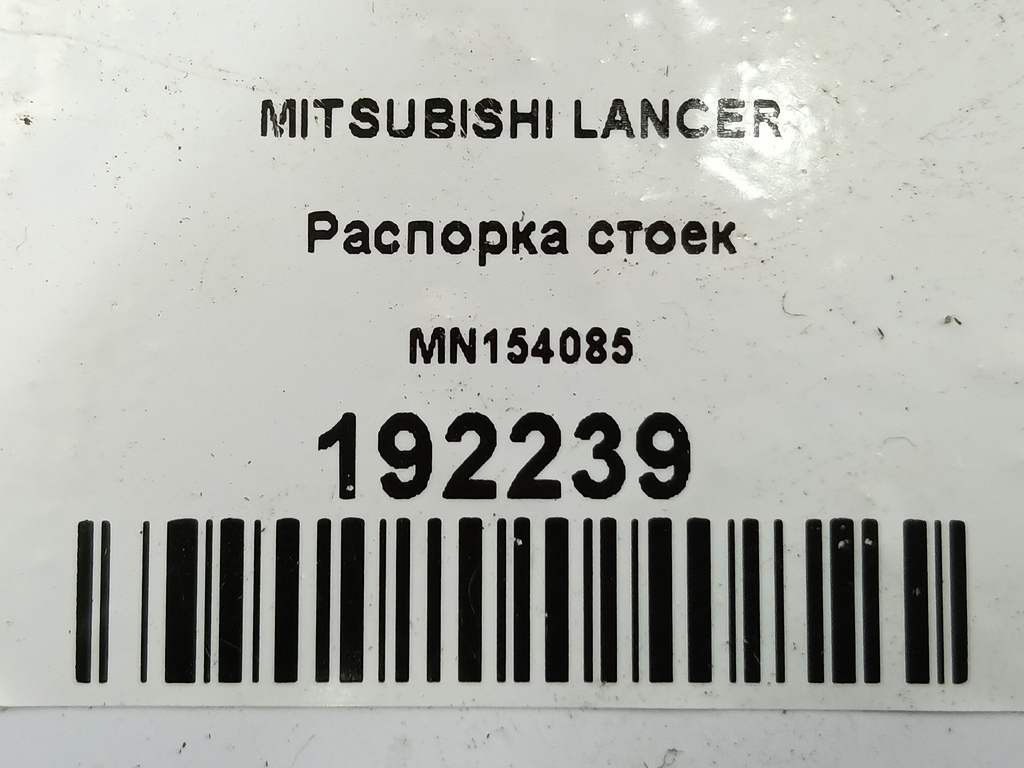 MITSUBISHI LANCER
Распорка стоек
MN154085
192239